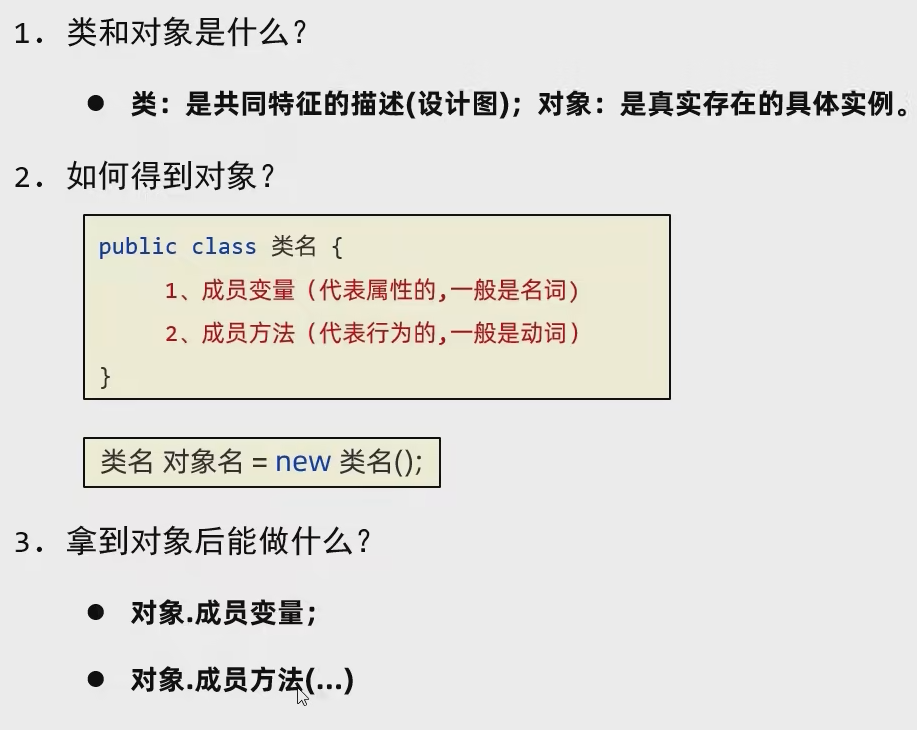 1. 类和对象是什么?
● 类: 是共同特征的描述(设计图); 对象: 是真实存在的具体实例。
2. 如何得到对象?
public class 类名 {
1、成员变量 (代表属性的,一般是名词)
2、成员方法 (代表行为的,一般是动词)
}
类名 对象名 = new 类名();
3. 拿到对象后能做什么?
● 对象.成员变量;
● 对象.成员方法(...)